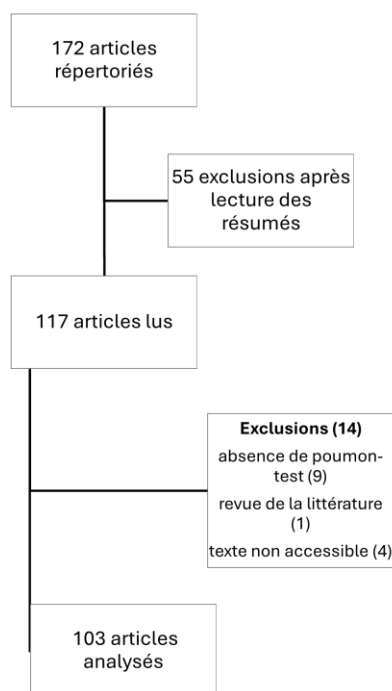 172 articles
répertoriés
55 exclusions après
lecture des
résumés
117 articles lus
Exclusions (14)
absence de poumon-
test (9)
revue de la littérature
(1)
texte non accessible (4)
103 articles
analysés